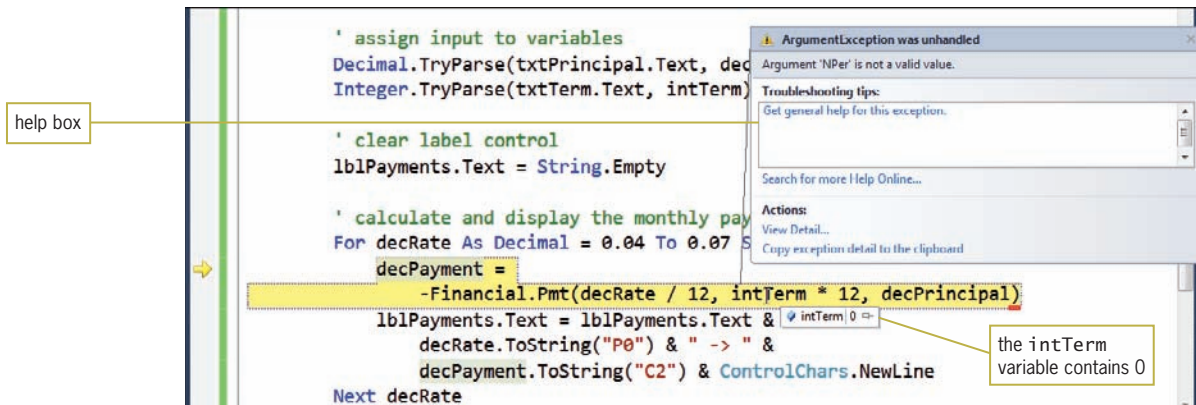 ' assign input to variables
Decimal.TryParse(txtPrincipal.Text, dec
Integer.TryParse(txtTerm.Text, intTerm)
' clear label control
lblPayments.Text = String.Empty
' calculate and display the monthly pay
For decRate As Decimal = 0.04 To 0.07 S
decPayment =
-Financial.Pmt(decRate / 12, intTerm * 12, decPrincipal)
lblPayments.Text = lblPayments.Text &
decRate.ToString("P0") & " -> " &
decPayment.ToString("C2") & ControlChars.NewLine
Next decRate
help box
ArgumentException was unhandled
Argument 'NPer' is not a valid value.
Troubleshooting tips:
Get general help for this exception.
Search for more Help Online...
Actions:
View Detail...
Copy exception detail to the clipboard
intTerm 0
the intTerm
variable contains 0